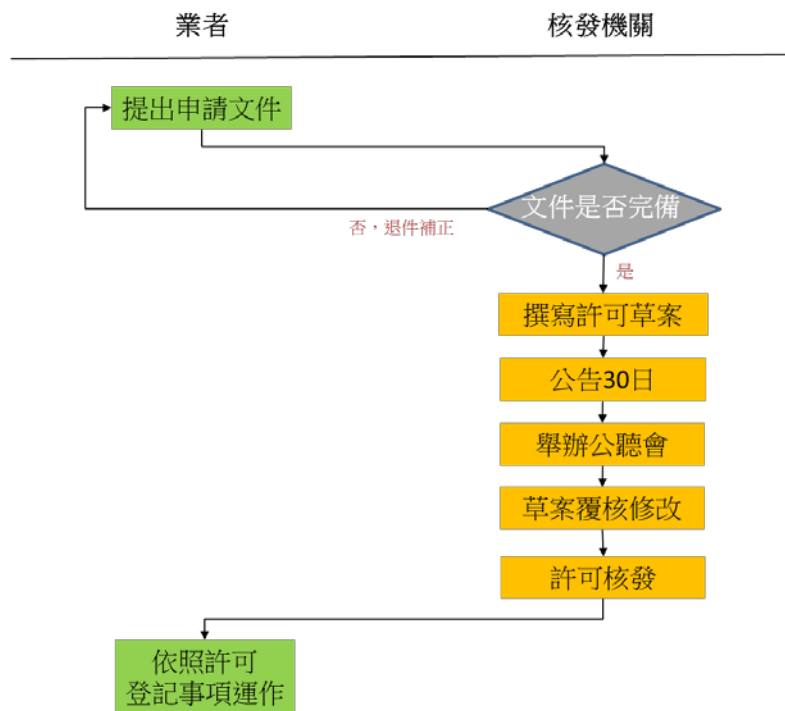 業者
核發機關
提出申請文件
文件是否完備
否，退件補正
是
撰寫許可草案
公告30日
舉辦公聽會
草案覆核修改
許可核發
依照許可
登記事項運作